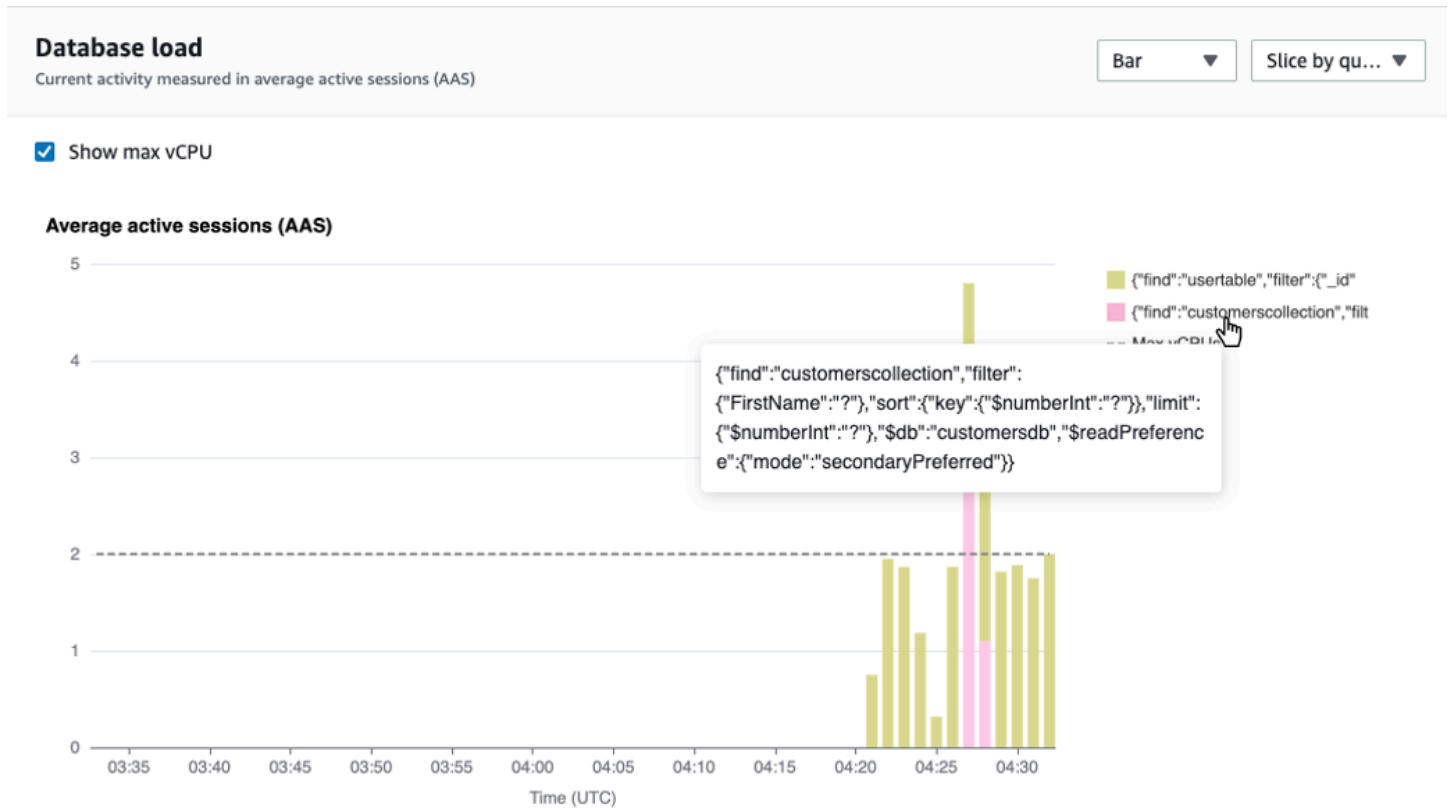 Database load
Current activity measured in average active sessions (AAS)
Bar
Slice by qu...
Show max vCPU
Average active sessions (AAS)
5
4
3
2
1
0
{"find":"usertable","filter":{"_id"
{"find":"customerscollection","filt
Max vCPUs
{"find":"customerscollection","filter":
{"FirstName":"?"},"sort":{"key":{"$numberInt":"?"}},"limit":
{"$numberInt":"?"},"$db":"customersdb","$readPreferenc
e":{"mode":"secondaryPreferred"}}
03:35 03:40 03:45 03:50 03:55 04:00 04:05 04:10 04:15 04:20 04:25 04:30
Time (UTC)